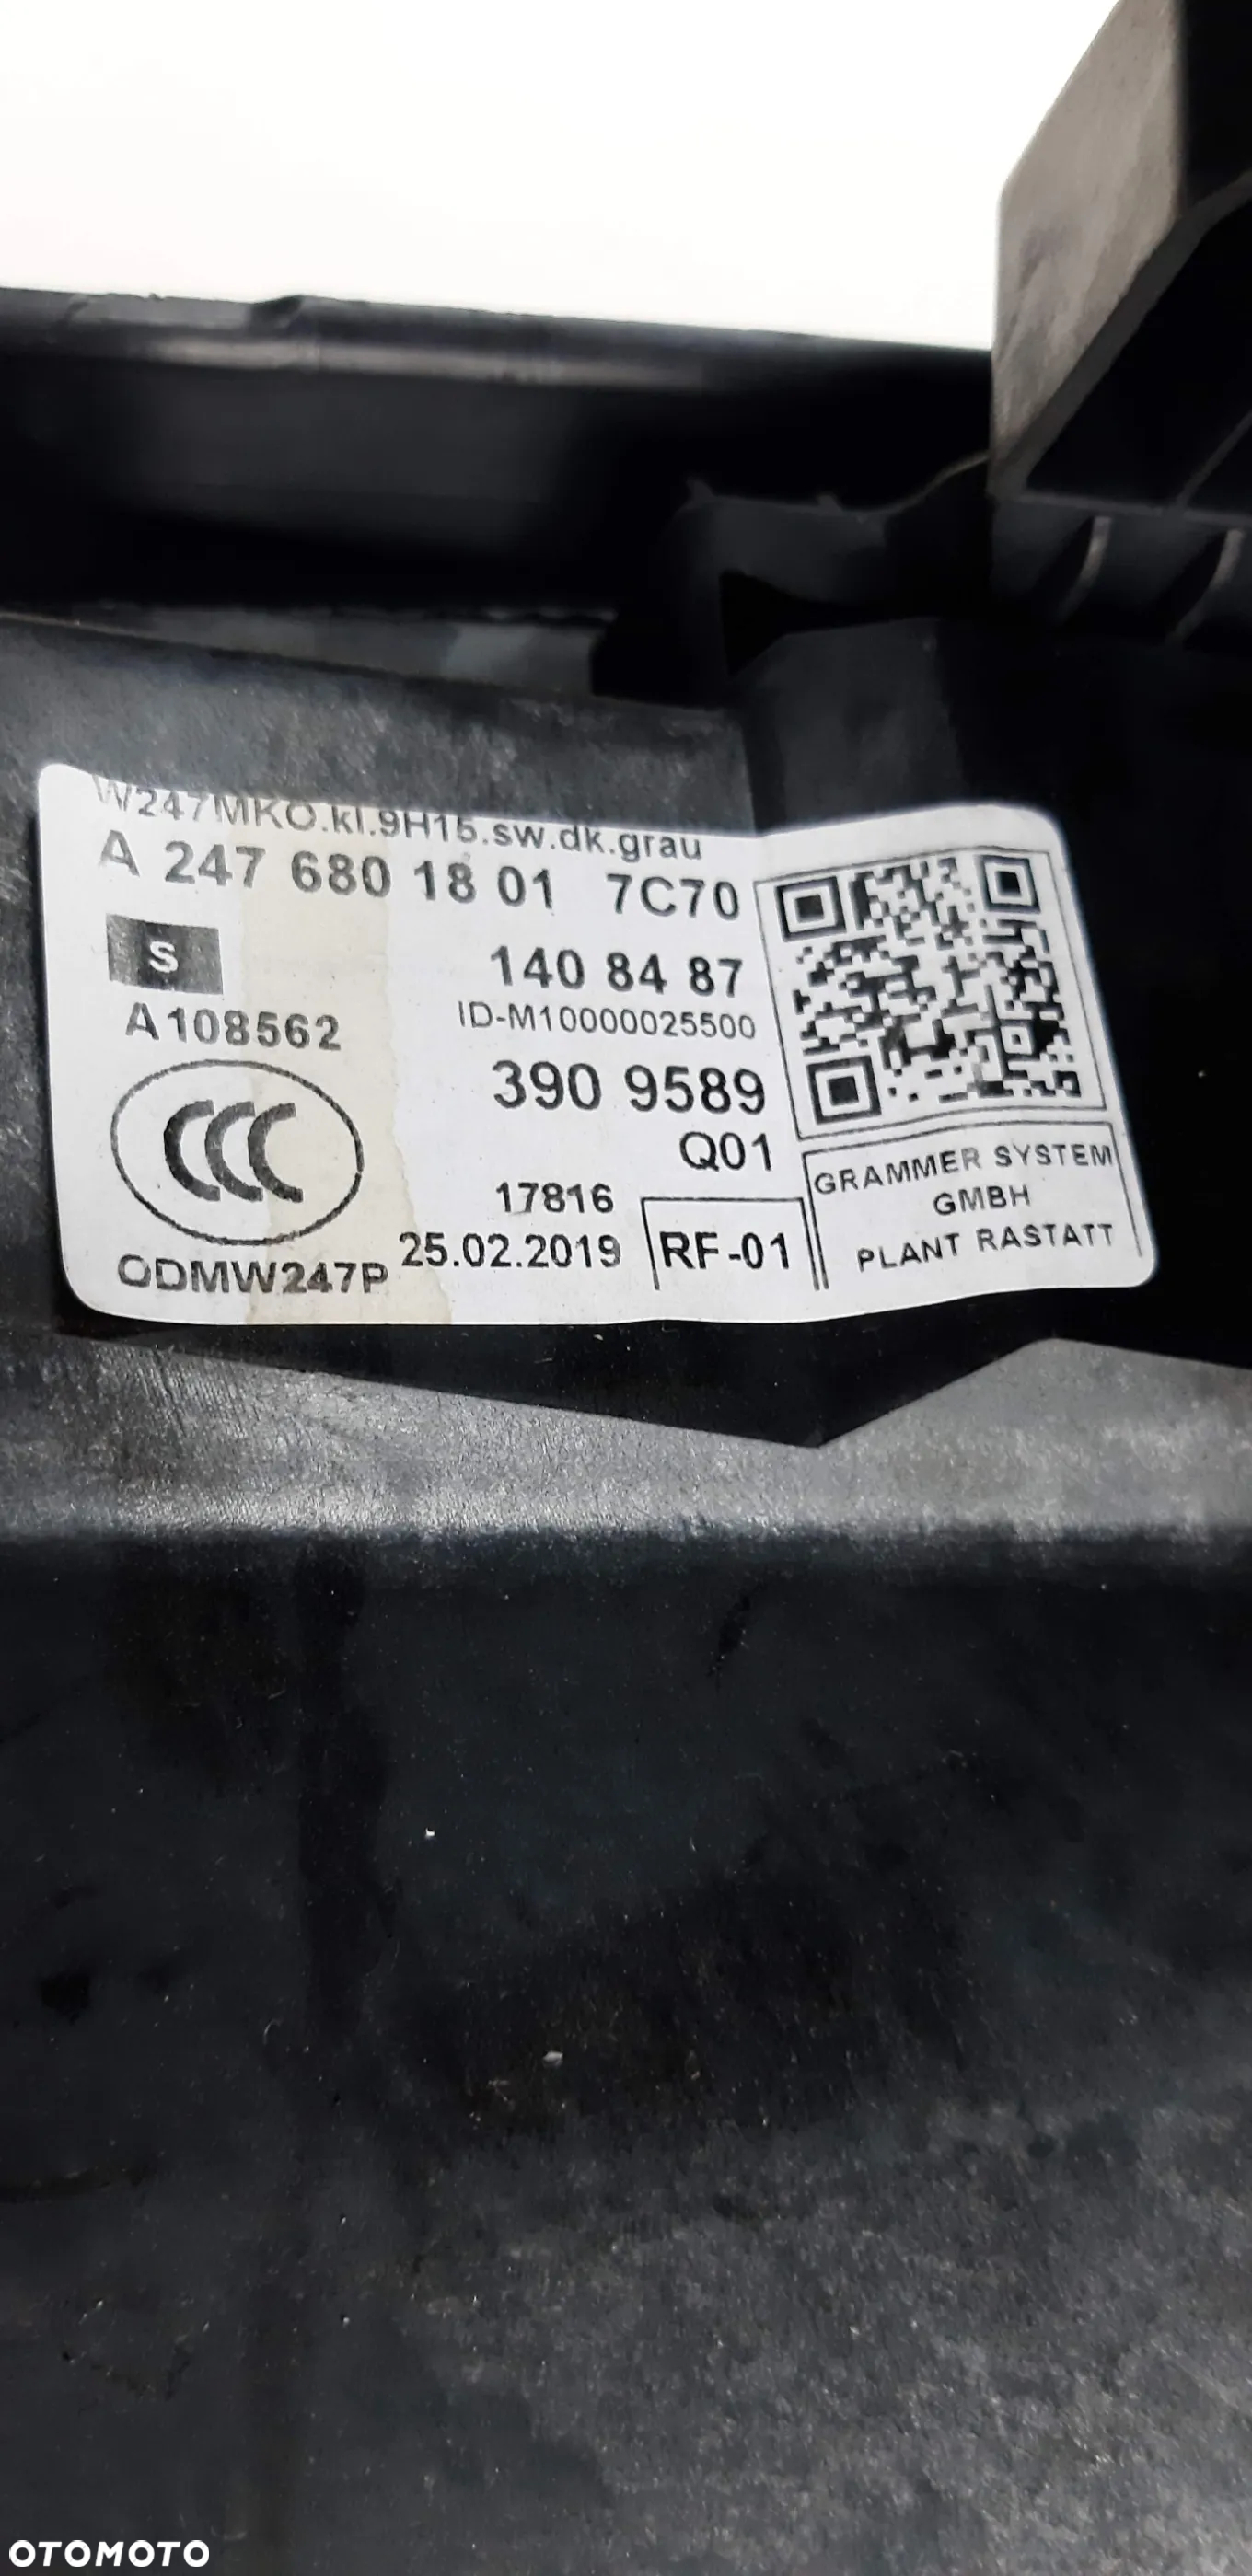 W247MKO.kl.9H15.sw.dk.grau
A 247 680 18 01 7C70
S
140 84 87
A108562
ID-M10000025500
390 9589
CCC
Q01
17816
ODMW247P
25.02.2019
RF-01
GRAMMER SYSTEM
GMBH
PLANT RASTATT
OTOMOTO